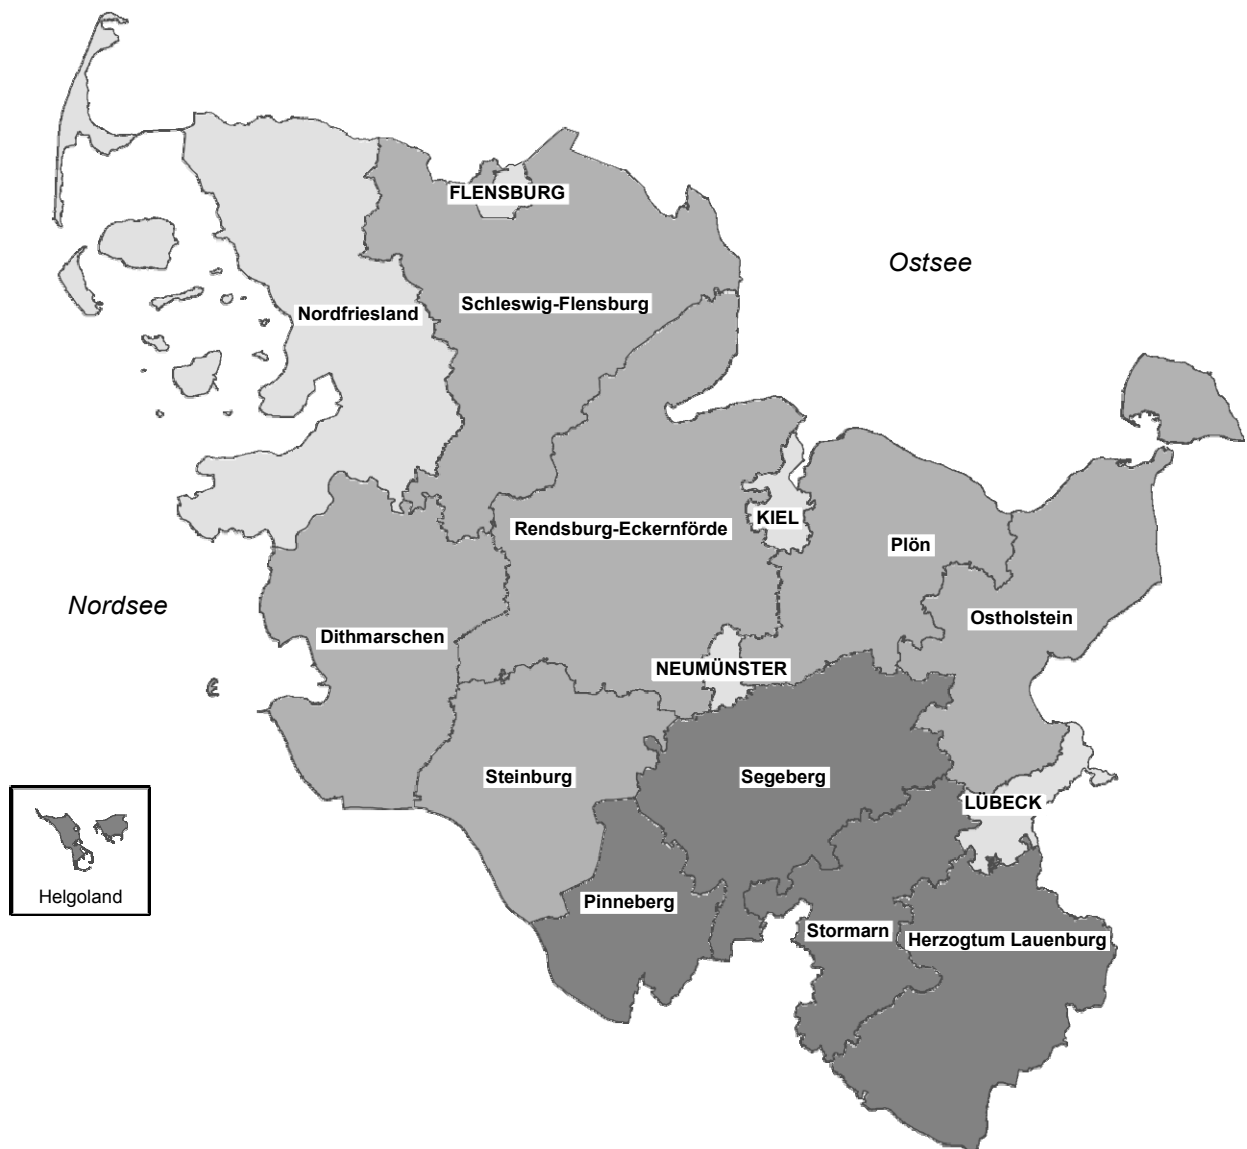 FLENSBURG
Ostsee
Schleswig-Flensburg
Nordfriesland
KIEL
Rendsburg-Eckernförde
Plön
Nordsee
Ostholstein
Dithmarschen
NEUMÜNSTER
Steinburg
Segeberg
LÜBECK
Helgoland
Pinneberg
Stormarn
Herzogtum Lauenburg